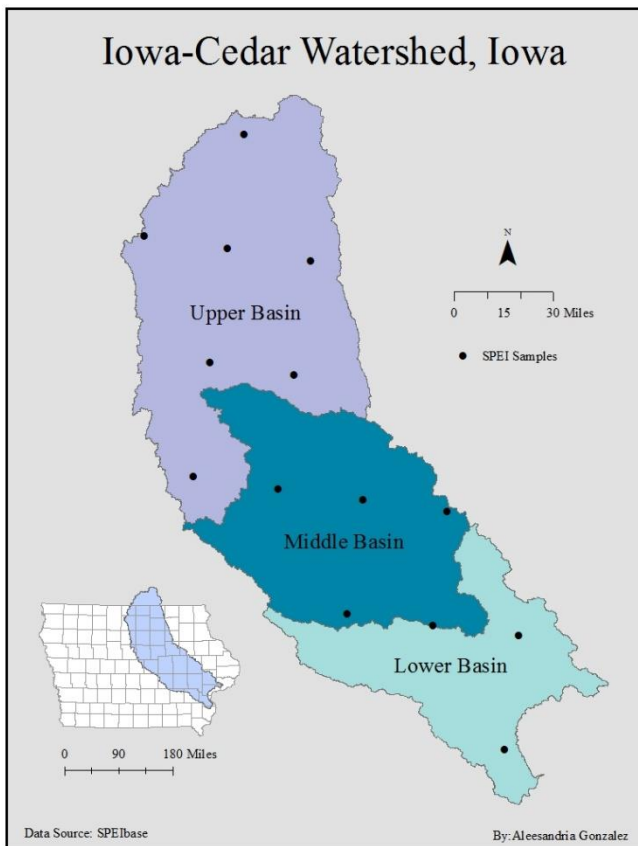 Iowa-Cedar Watershed, Iowa
N
0 15 30 Miles
SPEI Samples
Upper Basin
Middle Basin
Lower Basin
0 90 180 Miles
Data Source: SPEIbase
By:Aleesandria Gonzalez